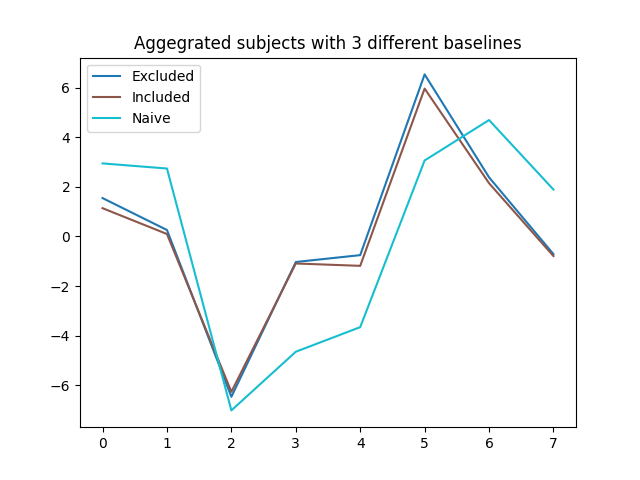 Aggegrated subjects with 3 different baselines
Excluded
Included
Naive
6
4
2
0
−2
−4
−6
0 1 2 3 4 5 6 7